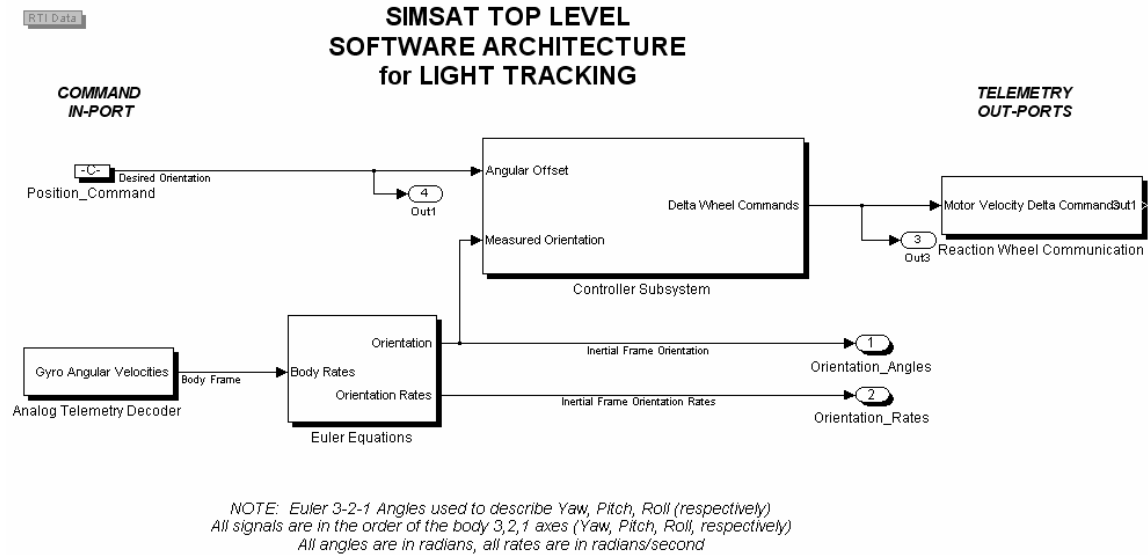 RTI Data
SIMSAT TOP LEVEL
SOFTWARE ARCHITECTURE
for LIGHT TRACKING
COMMAND
IN-PORT
TELEMETRY
OUT-PORTS
-C-
Desired Orientation
Position_Command
4
Out1
Angular Offset
Delta Wheel Commands
Measured Orientation
Controller Subsystem
Motor Velocity Delta Commands
Out1
3
Out3
Reaction Wheel Communication
Gyro Angular Velocities
Body Frame
Analog Telemetry Decoder
Orientation
Body Rates
Orientation Rates
Euler Equations
Inertial Frame Orientation
1
Orientation_Angles
Inertial Frame Orientation Rates
2
Orientation_Rates
NOTE: Euler 3-2-1 Angles used to describe Yaw, Pitch, Roll (respectively)
All signals are in the order of the body 3,2,1 axes (Yaw, Pitch, Roll, respectively)
All angles are in radians, all rates are in radians/second